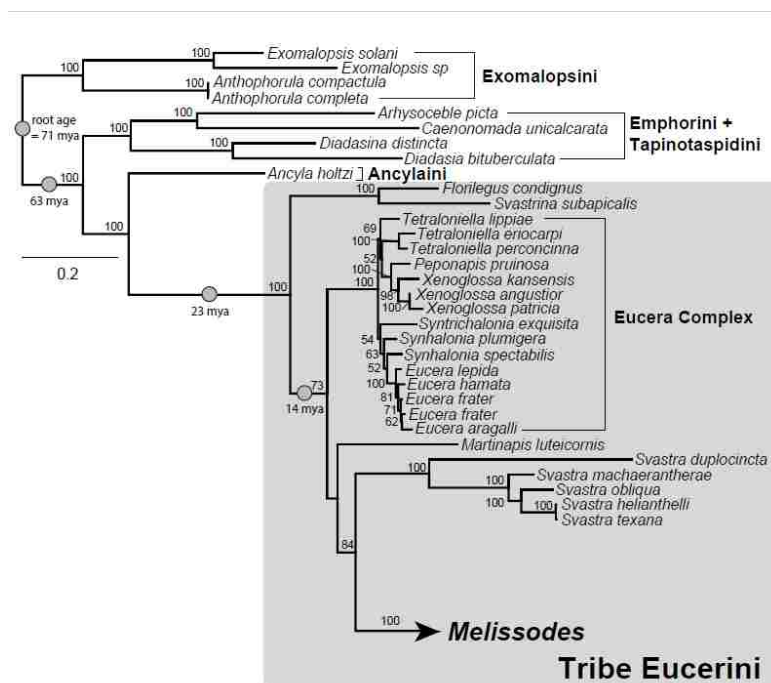 100
Exomalopsis solani
100
Exomalopsis sp
100
Anthophorula compactula
Anthophorula completa
Exomalopsini
root age
= 71 mya
100
Arhysoceble picta
100
Caenonomada unicalcarata
100
Diadasina distincta
100
Diadasia bituberculata
Emphorini +
Tapinotaspidini
100
63 mya
Ancyla holtzi
Ancylaini
100
0.2
100
23 mya
100
Florilegus condignus
Svastrina subapicalis
Tetraloniella lippiae
69
Tetraloniella eriocarpi
100
Tetraloniella perconcinna
52
Peponapis pruinosa
100
Xenoglossa kansensis
100
98
Xenoglossa angustior
100
Xenoglossa patricia
Syntrichalonia exquisita
54
Synhalonia plumigera
63
Synhalonia spectabilis
52
Eucera lepida
100
Eucera hamata
81
Eucera frater
71
Eucera frater
62
Eucera aragalli
Eucera Complex
73
14 mya
Martinapis luteicornis
Svastra duplocincta
100
Svastra machaerantherae
100
Svastra obliqua
100
100
Svastra helianthelli
Svastra texana
84
100
Melissodes
Tribe Eucerini